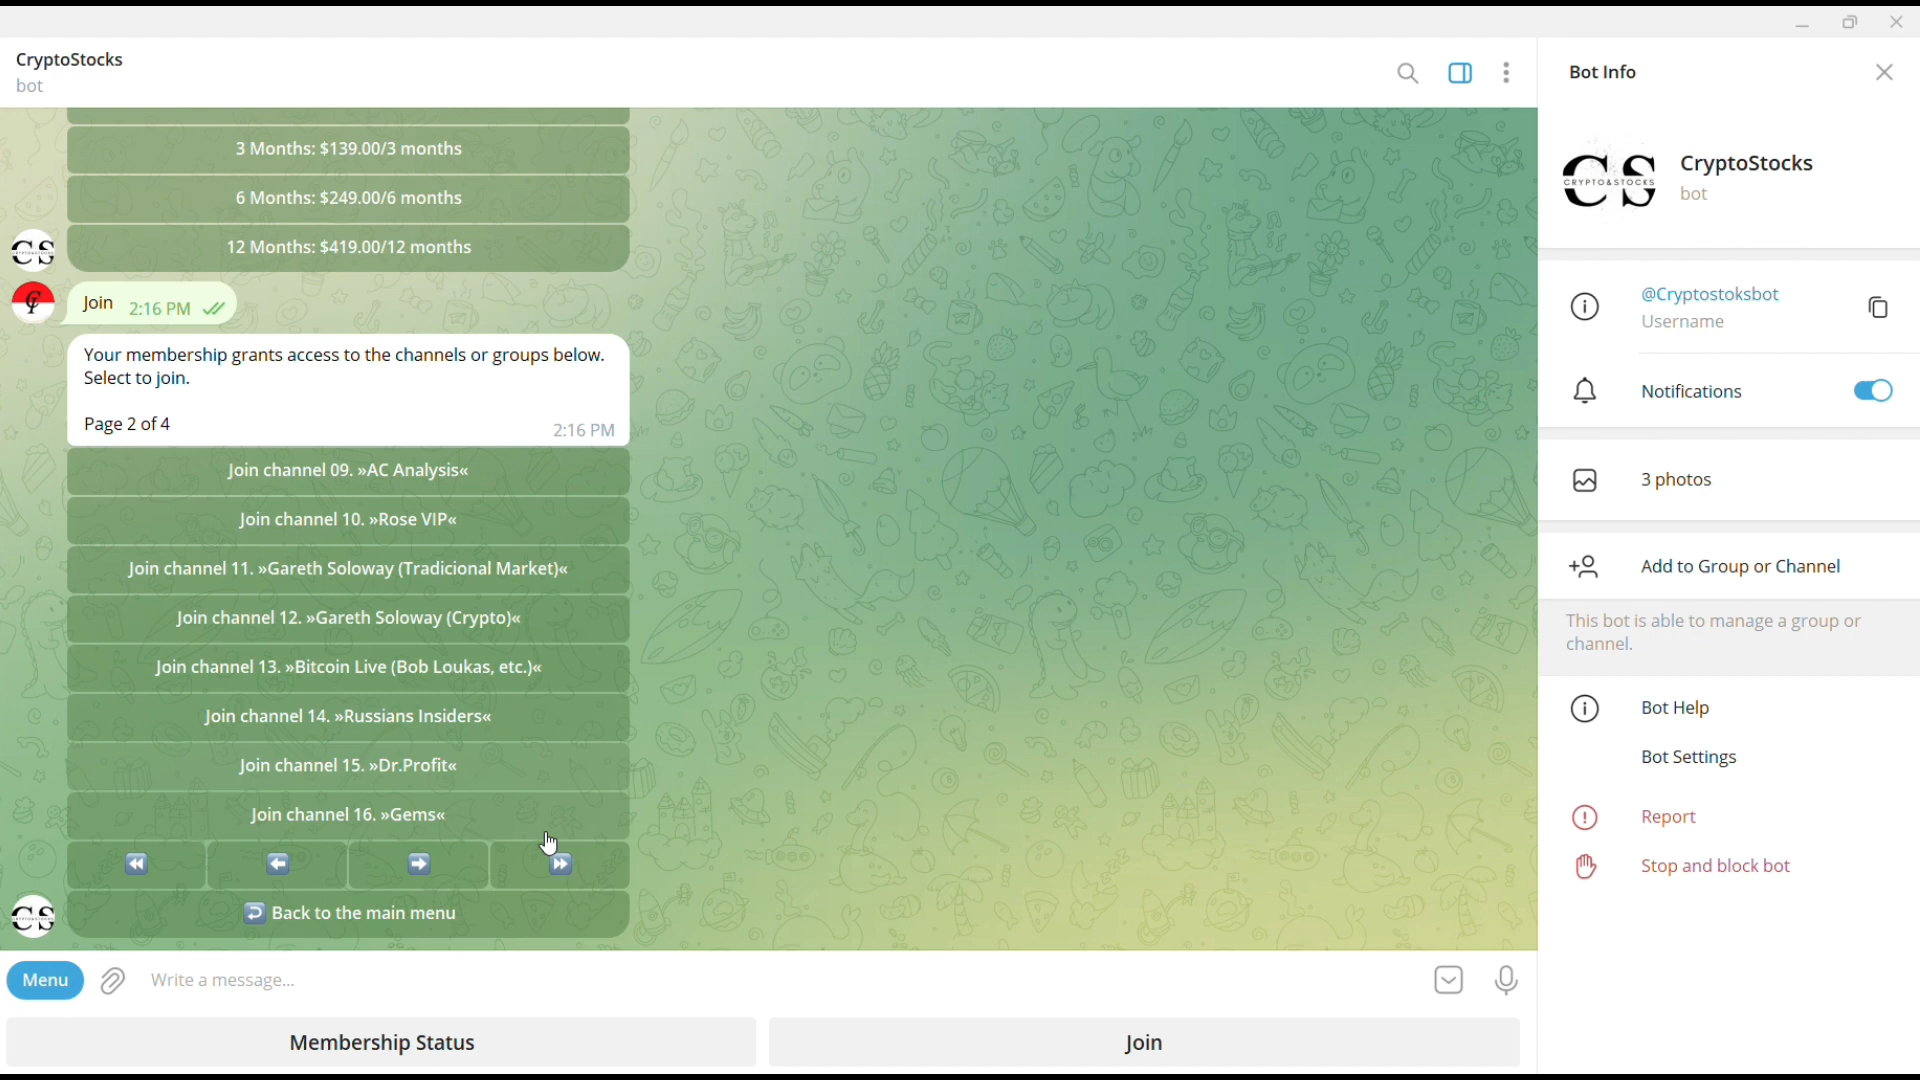 CryptoStocks
bot
3 Months: $139.00/3 months
6 Months: $249.00/6 months
12 Months: $419.00/12 months
Join 2:16 PM
Your membership grants access to the channels or groups below.
Select to join.
Page 2 of 4
2:16 PM
Join channel 09. »AC Analysis«
Join channel 10. »Rose VIP«
Join channel 11. »Gareth Soloway (Tradicional Market)«
Join channel 12. »Gareth Soloway (Crypto)«
Join channel 13. »Bitcoin Live (Bob Loukas, etc.)«
Join channel 14. »Russians Insiders«
Join channel 15. »Dr.Profit«
Join channel 16. »Gems«
Back to the main menu
Menu
Write a message...
Membership Status
Join
Bot Info
CS
CRYPTO&STOCKS
CryptoStocks
bot
@Cryptostoksbot
Username
Notifications
3 photos
Add to Group or Channel
This bot is able to manage a group or
channel.
Bot Help
Bot Settings
Report
Stop and block bot